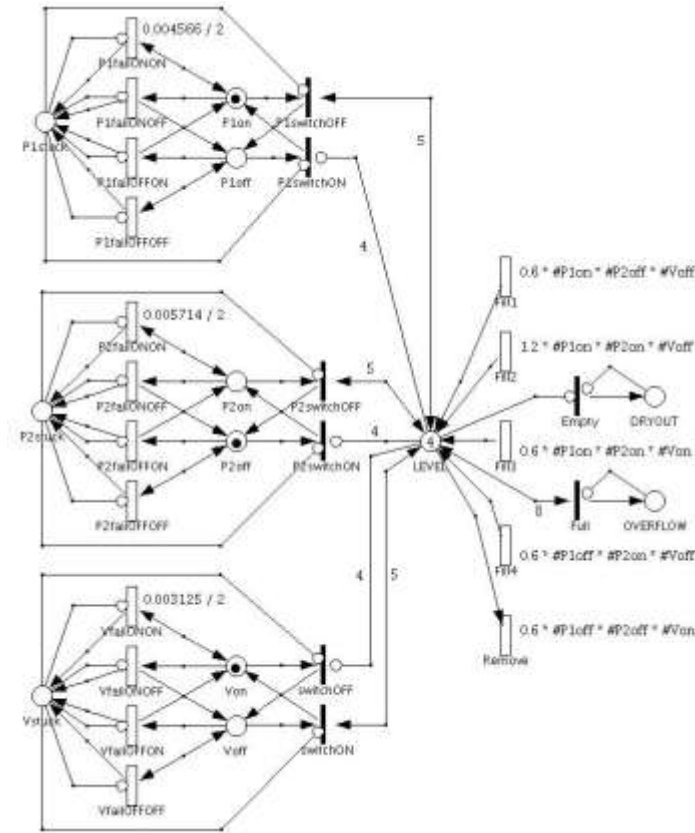 0.004566 / 2
P1failONON
P1failONOFF
P1on
P1switchOFF
5
P1stuck
P1failOFFON
P1off
P1switchON
P1failOFFOFF
4
0.6 * #P1on * #P2off * #Voff
Fill1
0.005714 / 2
P2failONON
1.2 * #P1on * #P2on * #Voff
Fill2
P2failONOFF
P2on
P2switchOFF
5
Empty
DRYOUT
P2stuck
P2failOFFON
P2off
P2switchON
4
4
LEVEL
0.6 * #P1on * #P2on * #Von
Fill3
P2failOFFOFF
8
Full
OVERFLOW
0.6 * #P1off * #P2on * #Voff
Fill4
4
5
0.003125 / 2
VfailONON
0.6 * #P1off * #P2off * #Von
Remove
VfailONOFF
Von
switchOFF
Vstuck
VfailOFFON
Voff
switchON
VfailOFFOFF